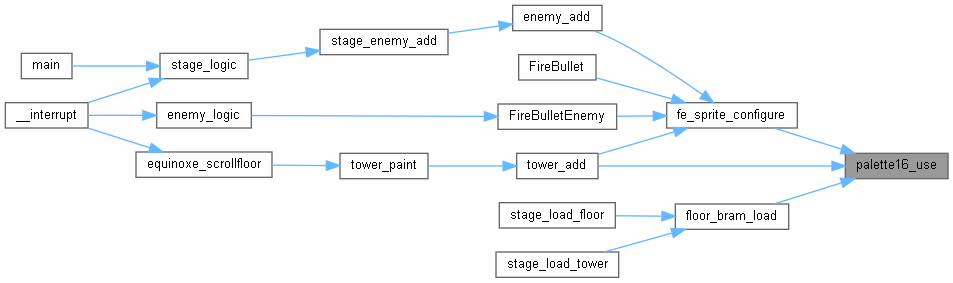 enemy_add
stage_enemy_add
main
stage_logic
FireBullet
__interrupt
enemy_logic
FireBulletEnemy
fe_sprite_configure
equinoxe_scrollfloor
tower_paint
tower_add
palette16_use
stage_load_floor
floor_bram_load
stage_load_tower